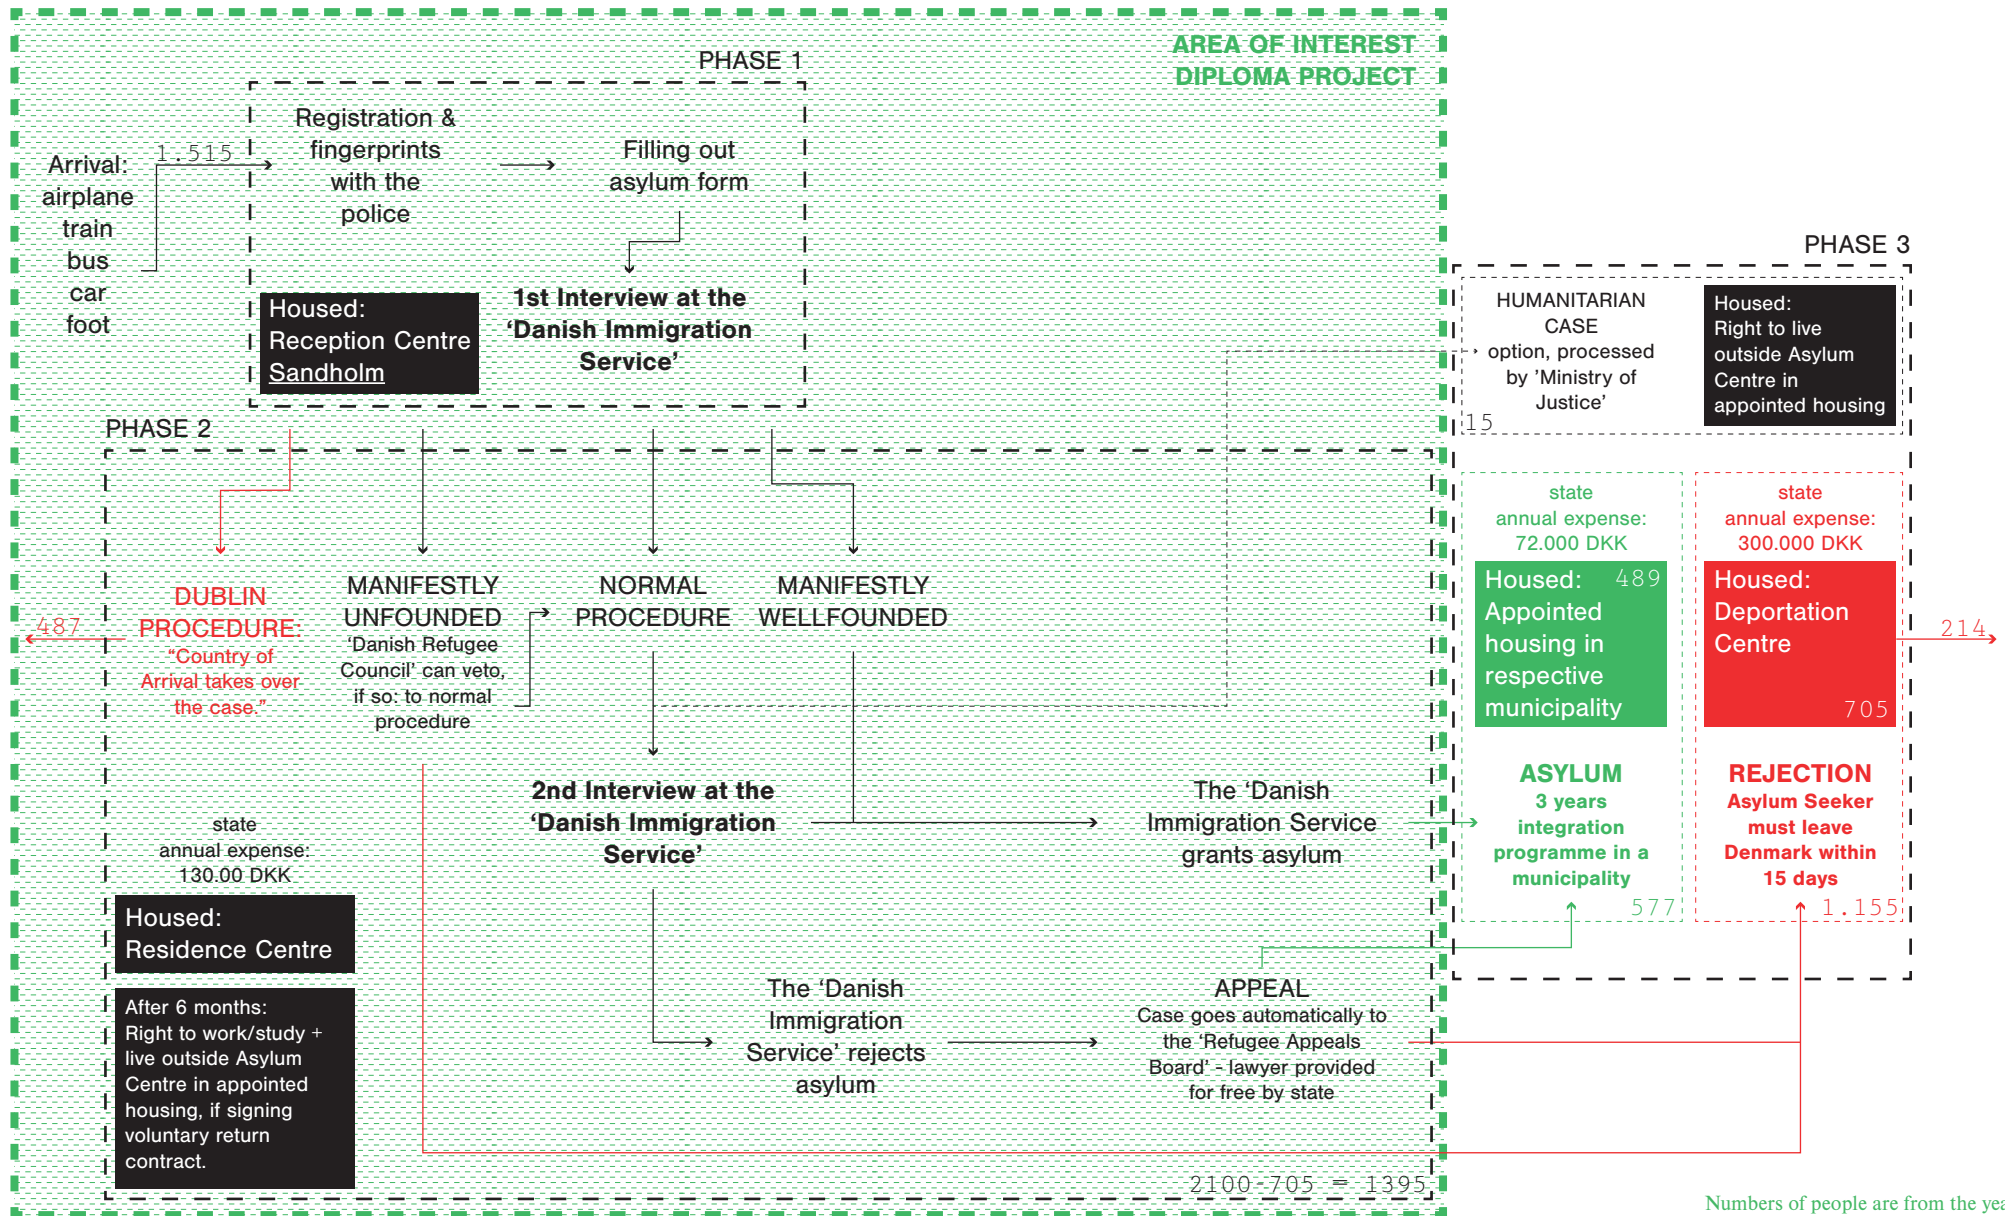 AREA OF INTEREST
DIPLOMA PROJECT
PHASE 1
Arrival:
airplane
train
bus
car
foot
1.515
Registration &
fingerprints
with the
police
Filling out
asylum form
Housed:
Reception Centre
Sandholm
1st Interview at the
‘Danish Immigration
Service’
PHASE 2
DUBLIN
PROCEDURE:
“Country of
Arrival takes over
the case.”
487
MANIFESTLY
UNFOUNDED
‘Danish Refugee
Council’ can veto,
if so: to normal
procedure
NORMAL
PROCEDURE
MANIFESTLY
WELLFOUNDED
2nd Interview at the
‘Danish Immigration
Service’
The ‘Danish
Immigration Service
grants asylum
state
annual expense:
130.00 DKK
Housed:
Residence Centre
After 6 months:
Right to work/study +
live outside Asylum
Centre in appointed
housing, if signing
voluntary return
contract.
The ‘Danish
Immigration
Service’ rejects
asylum
APPEAL
Case goes automatically to
the ‘Refugee Appeals
Board’ - lawyer provided
for free by state
2100-705 = 1395
PHASE 3
HUMANITARIAN
CASE
option, processed
by ’Ministry of
Justice’
15
Housed:
Right to live
outside Asylum
Centre in
appointed housing
state
annual expense:
72.000 DKK
Housed: 489
Appointed
housing in
respective
municipality
ASYLUM
3 years
integration
programme in a
municipality
577
state
annual expense:
300.000 DKK
Housed:
Deportation
Centre
705
214
REJECTION
Asylum Seeker
must leave
Denmark within
15 days
1.155
Numbers of people are from the